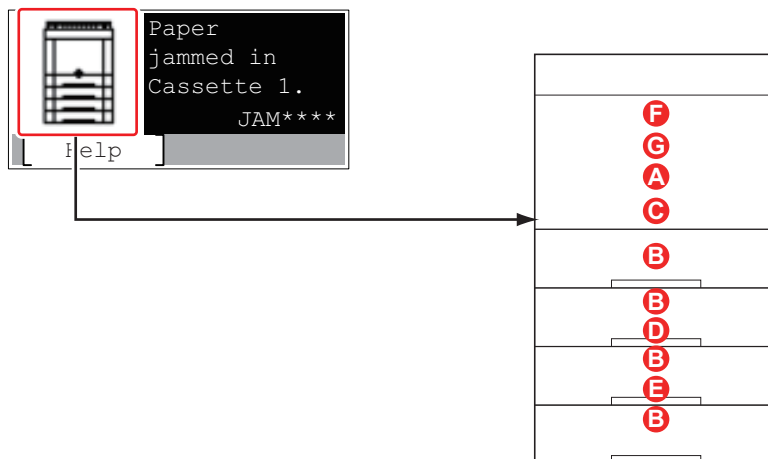 Paper
jammed in
Cassette 1.
JAM****
[ Help ]
F
G
A
C
B
B
D
B
E
B